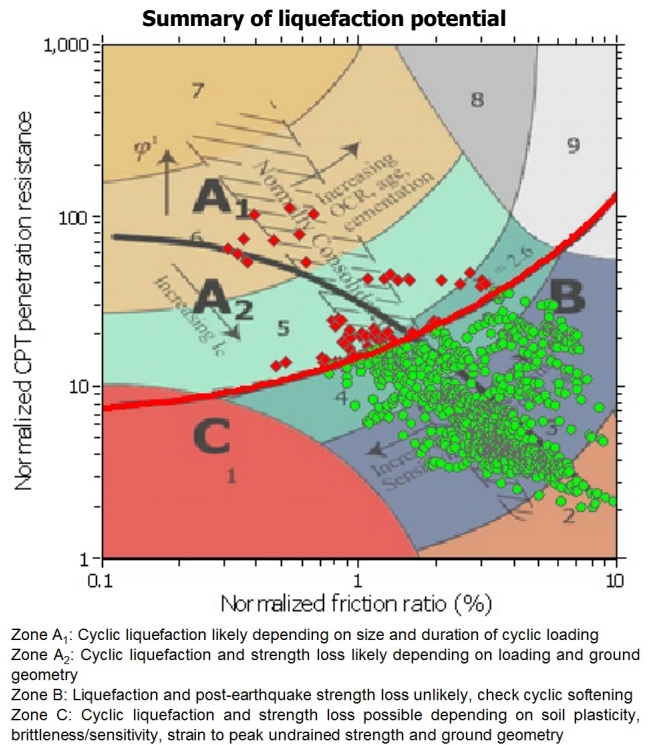 Summary of liquefaction potential
1,000
100
10
1
Normalized CPT penetration resistance
7
8
9
φ'
Increasing
OCR, age,
cementation
A1
6
A2
Increasing Ic
= 2.6
B
5
4
3
C
1
2
0.1
1
10
Normalized friction ratio (%)
Zone A1: Cyclic liquefaction likely depending on size and duration of cyclic loading
Zone A2: Cyclic liquefaction and strength loss likely depending on loading and ground
geometry
Zone B: Liquefaction and post-earthquake strength loss unlikely, check cyclic softening
Zone C: Cyclic liquefaction and strength loss possible depending on soil plasticity,
brittleness/sensitivity, strain to peak undrained strength and ground geometry